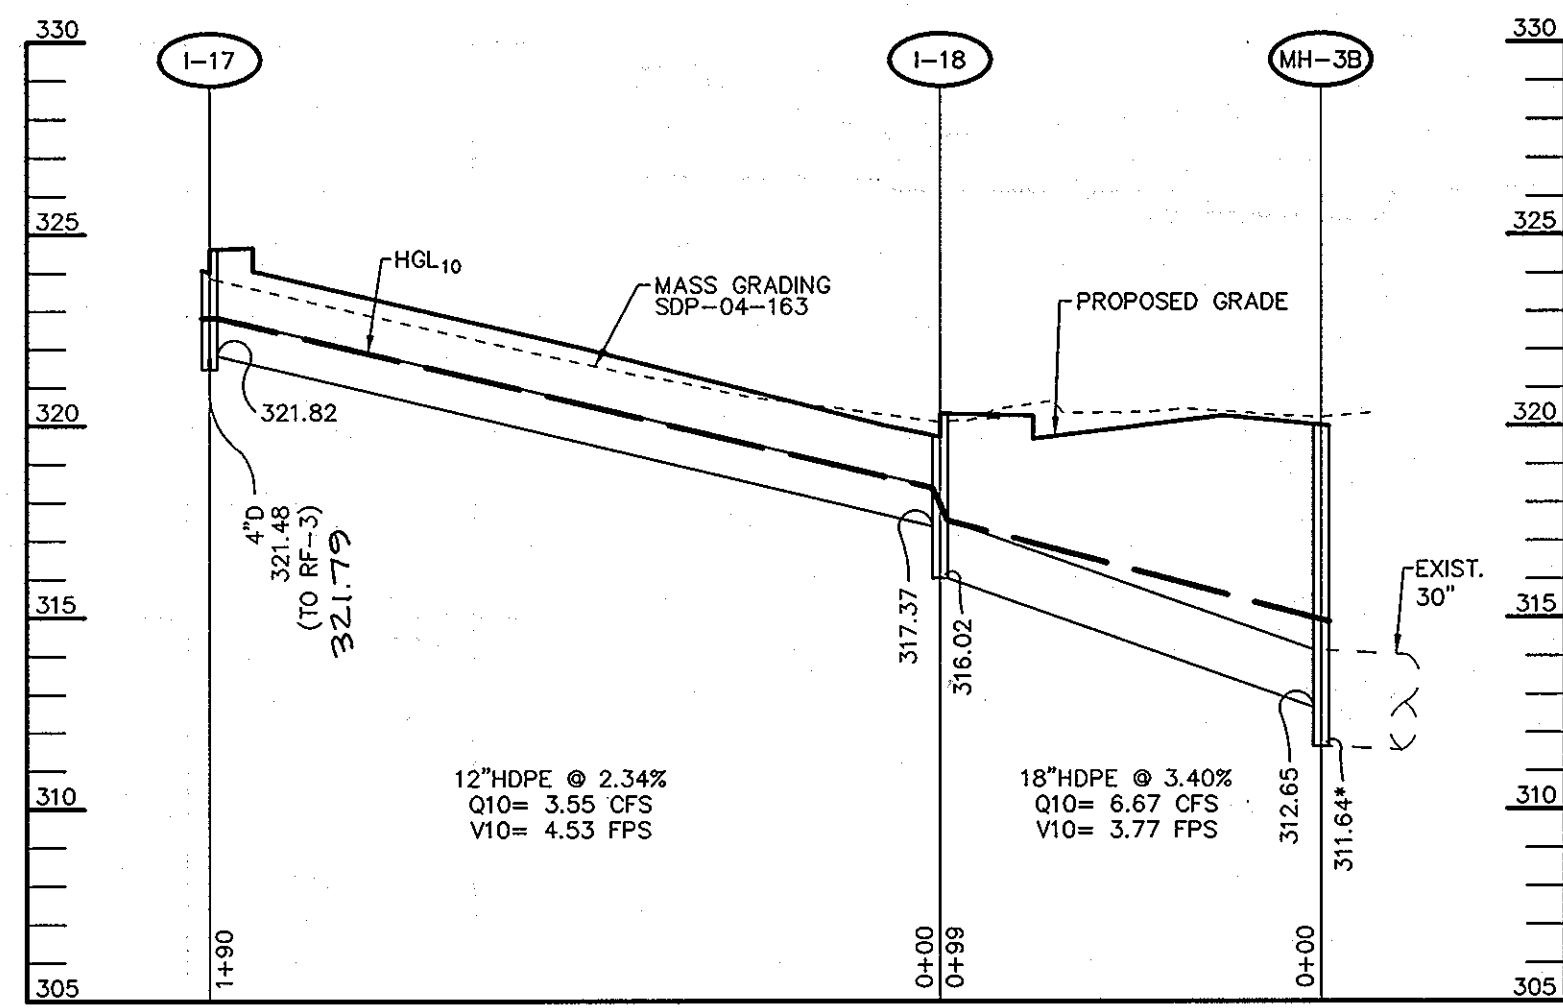 330
330
I-17
I-18
MH-3B
325
325
HGL10
MASS GRADING
SDP-04-163
PROPOSED GRADE
321.82
320
320
4"D
321.48
(TO RF-3)
321.79
317.37
316.02
315
315
EXIST.
30"
12"HDPE @ 2.34%
Q10= 3.55 CFS
V10= 4.53 FPS
18"HDPE @ 3.40%
Q10= 6.67 CFS
V10= 3.77 FPS
312.65
311.64*
310
310
1+90
0+00
0+99
0+00
305
305